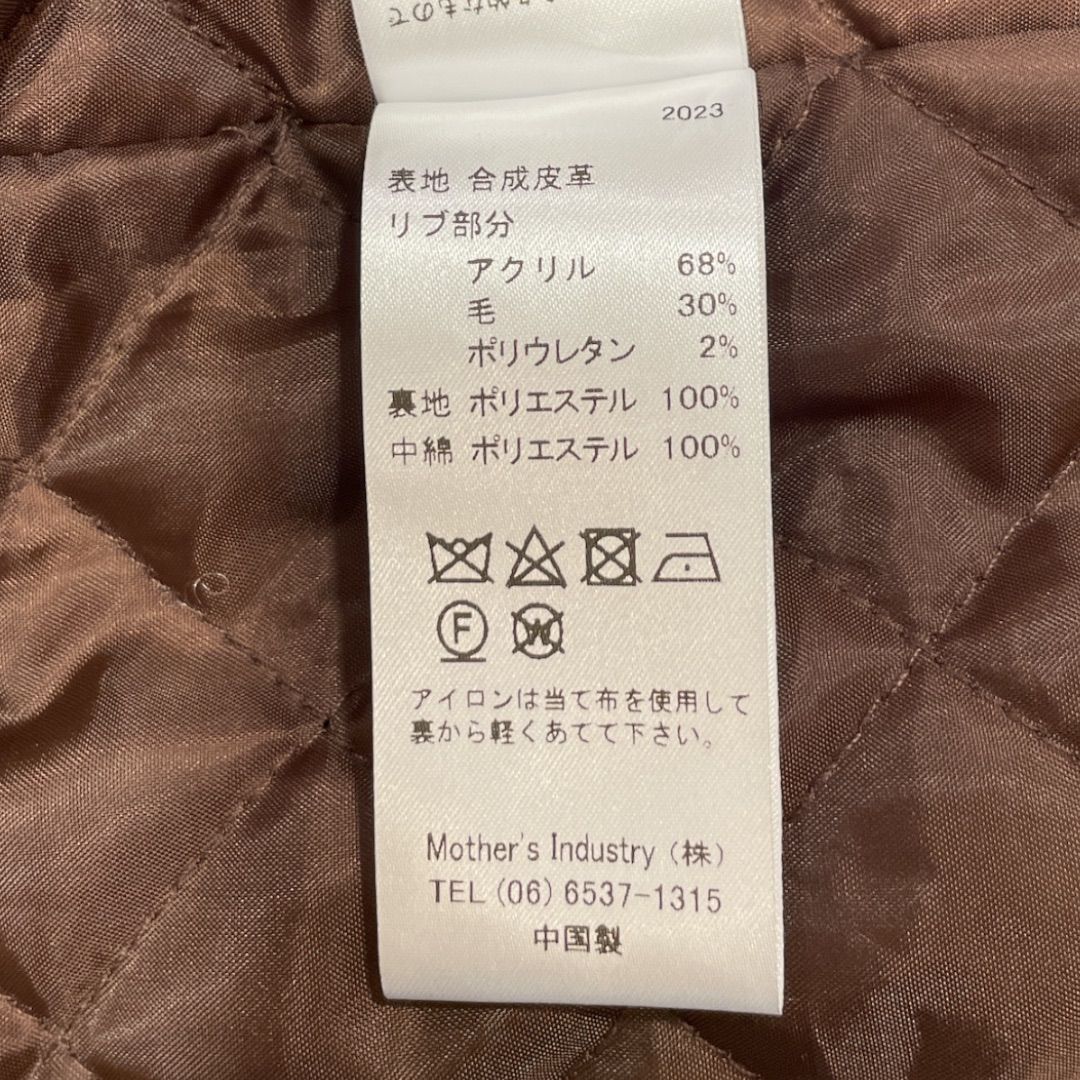 なもので
2023
表地 合成皮革
リブ部分
アクリル 68%
毛 30%
ポリウレタン 2%
裏地 ポリエステル 100%
中綿 ポリエステル 100%
F
W
アイロンは当て布を使用して
裏から軽くあてて下さい。
Mother's Industry (株)
TEL (06) 6537-1315
中国製